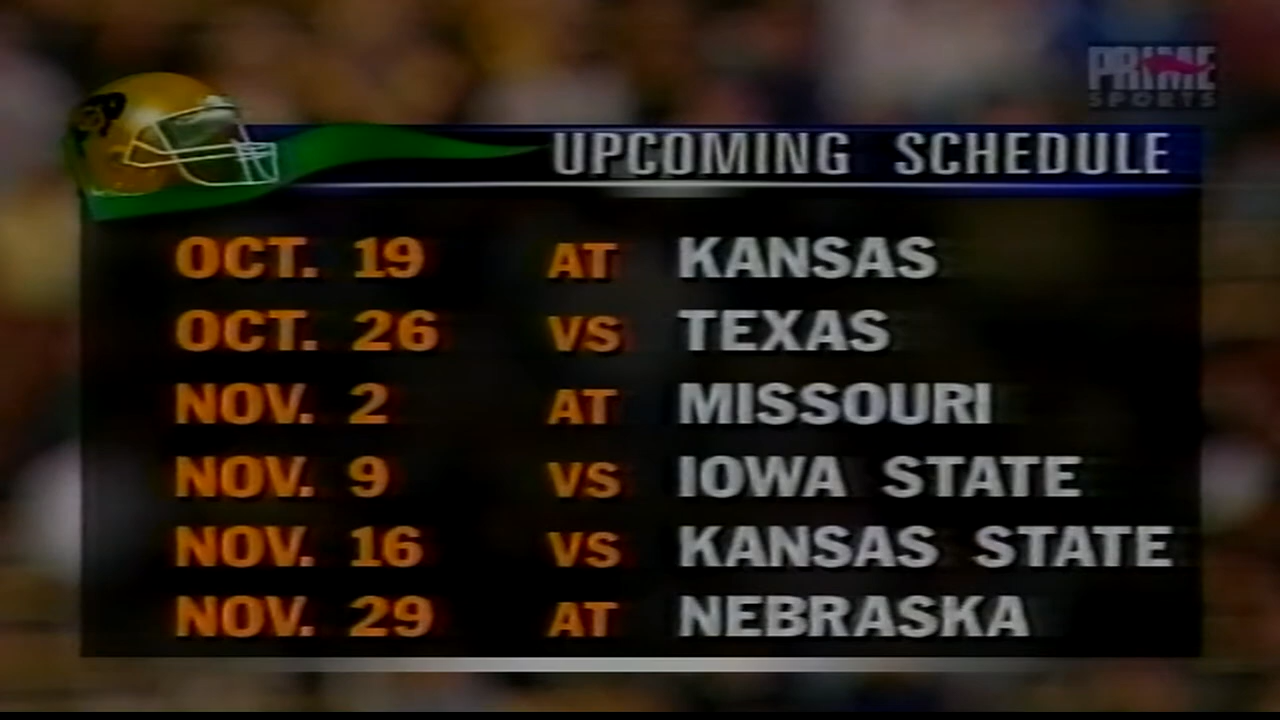 PRIME
SPORTS
UPCOMING SCHEDULE
OCT. 19 AT KANSAS
OCT. 26 VS TEXAS
NOV. 2 AT MISSOURI
NOV. 9 VS IOWA STATE
NOV. 16 VS KANSAS STATE
NOV. 29 AT NEBRASKA